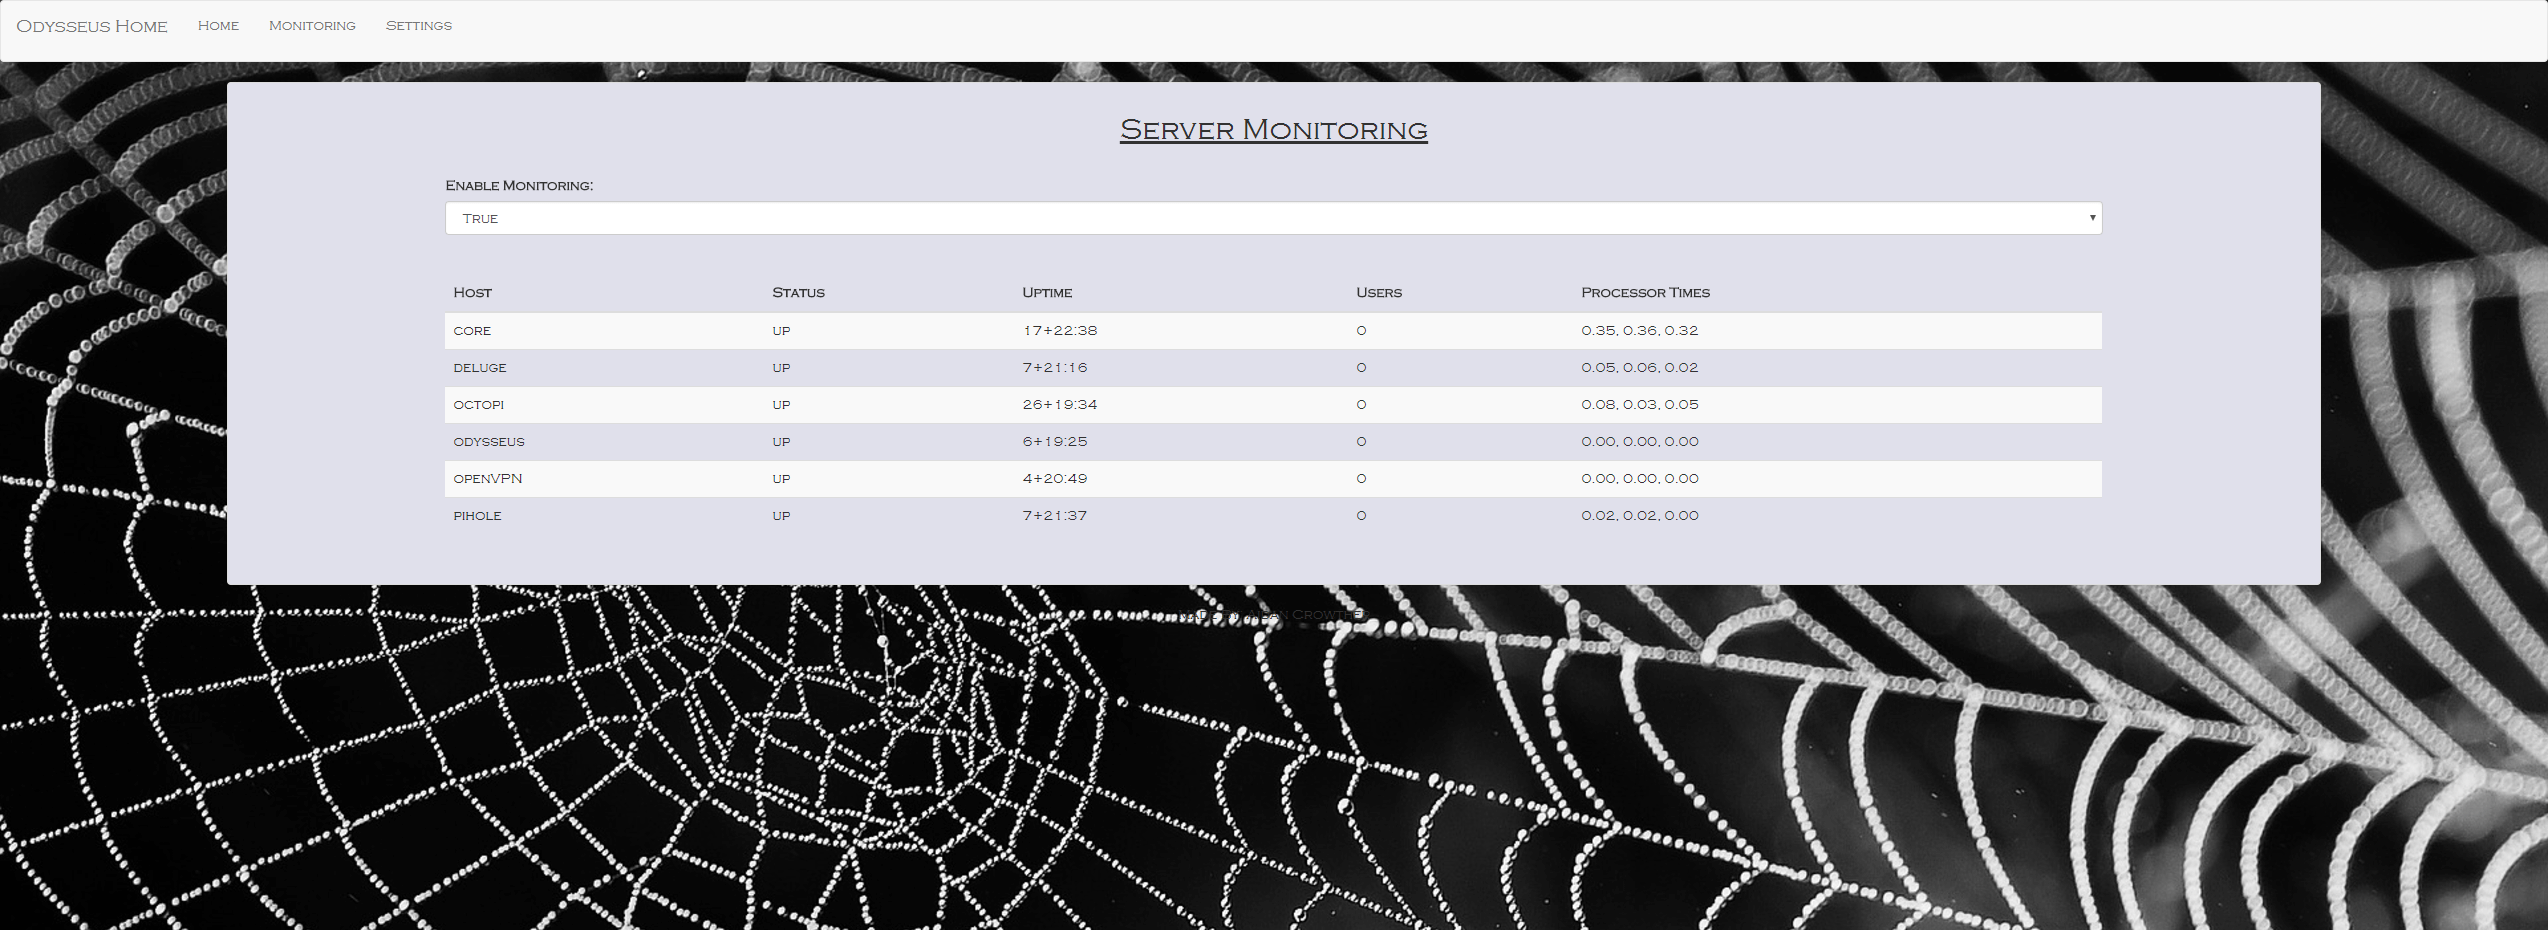 Odysseus Home Home Monitoring Settings
Server Monitoring
Enable Monitoring:
True
Host Status Uptime Users Processor Times
core up 17+22:38 0 0.35, 0.36, 0.32
deluge up 7+21:16 0 0.05, 0.06, 0.02
octopi up 26+19:34 0 0.08, 0.03, 0.05
odysseus up 6+19:25 0 0.00, 0.00, 0.00
openVPN up 4+20:49 0 0.00, 0.00, 0.00
pihole up 7+21:37 0 0.02, 0.02, 0.00
Made by Aidan Crowther